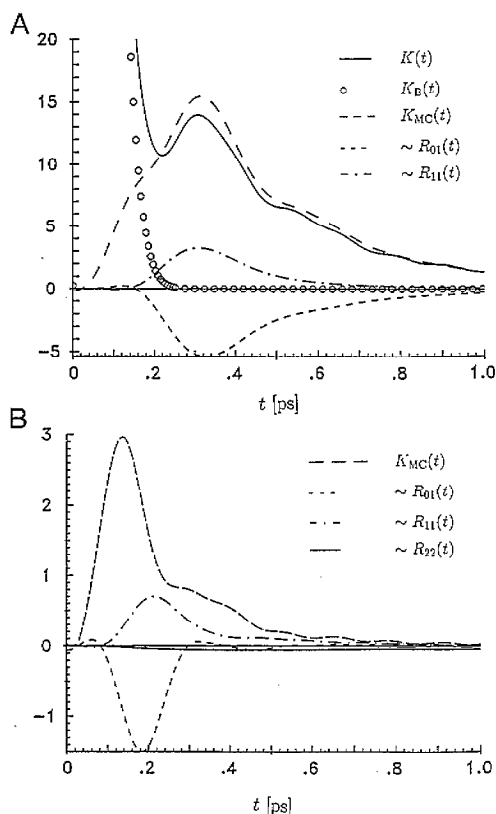 A
20
15
10
5
0
-5
K(t)
K_B(t)
K_MC(t)
~ R_01
~ R_11(t)
0 .2 .4 .6 .8 1.0
t [ps]
B
3
2
1
0
-1
K_MC(t)
~ R_01(t)
~ R_11(t)
~ R_22(t)
0 .2 .4 .6 .8 1.0
t [ps]